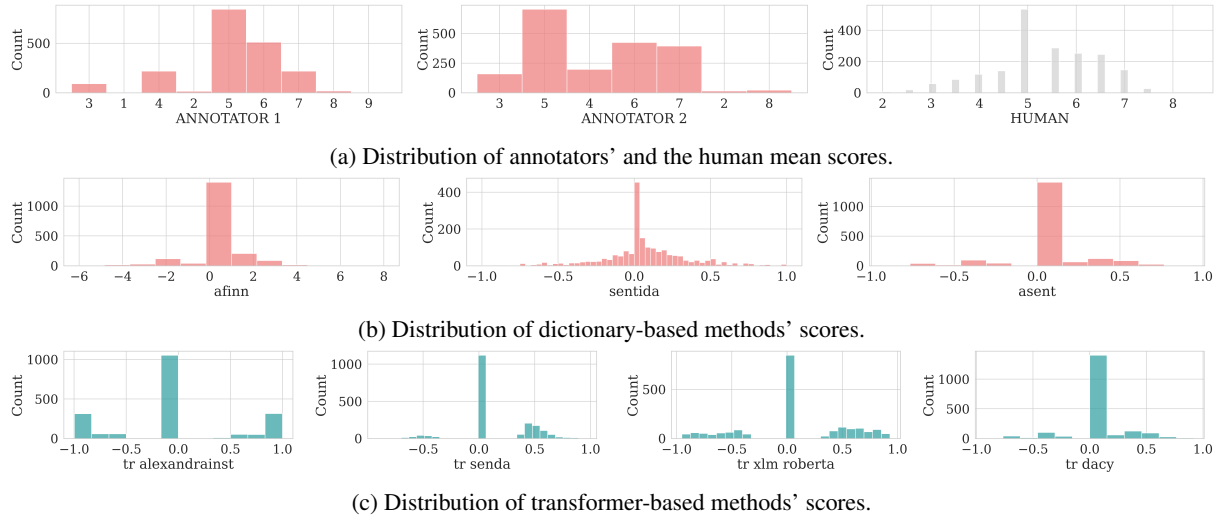 Count
500
0
3 1 4 2 5 6 7 8 9
ANNOTATOR 1
Count
500
250
0
3 5 4 6 7 2 8
ANNOTATOR 2
Count
400
200
0
2 3 4 5 6 7 8
HUMAN
(a) Distribution of annotators’ and the human mean scores.
Count
1000
500
0
−6 −4 −2 0 2 4 6 8
afinn
Count
400
200
0
−1.0 −0.5 0.0 0.5 1.0
sentida
Count
1000
500
0
−1.0 −0.5 0.0 0.5 1.0
asent
(b) Distribution of dictionary-based methods’ scores.
Count
1000
500
0
−1.0 −0.5 0.0 0.5 1.0
tr alexandrainst
Count
1000
500
0
−1.0 −0.5 0.0 0.5 1.0
tr senda
Count
500
0
−1.0 −0.5 0.0 0.5 1.0
tr xlm roberta
Count
1000
500
0
−1.0 −0.5 0.0 0.5 1.0
tr dacy
(c) Distribution of transformer-based methods’ scores.